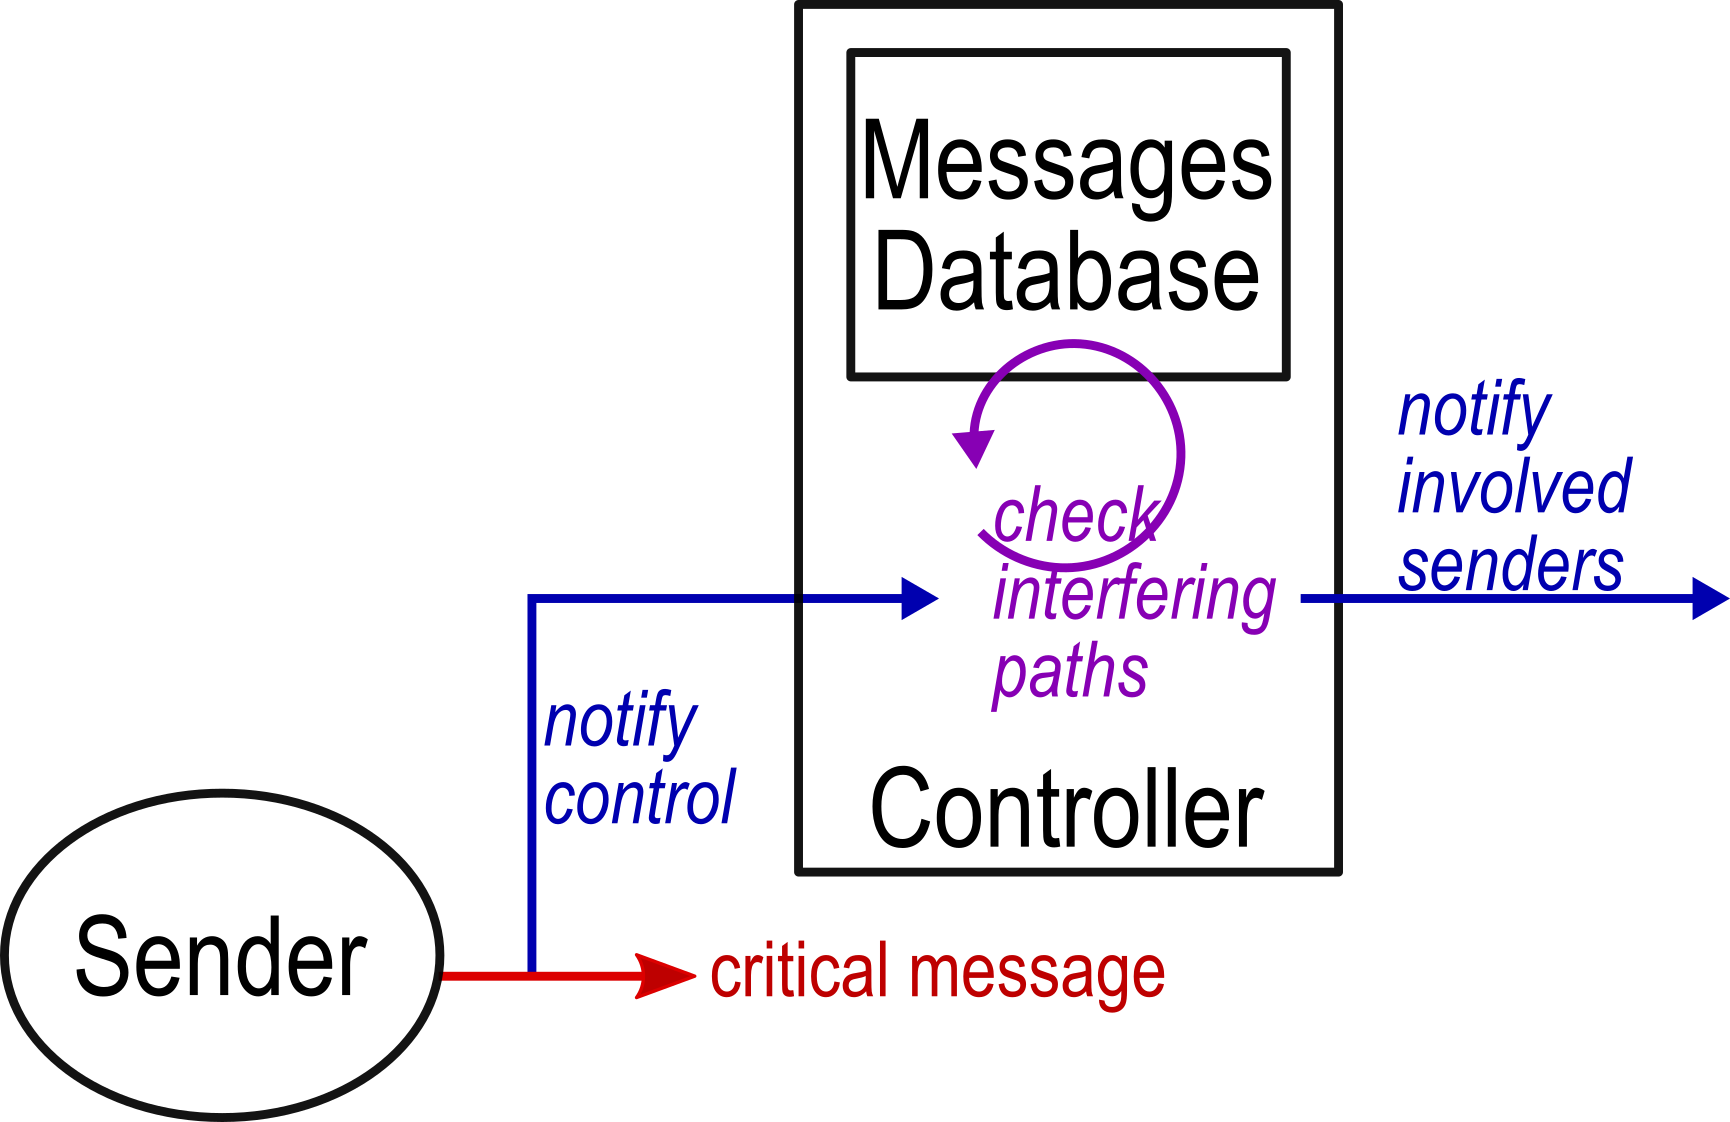 Messages
Database
check
interfering
paths
Controller
notify
involved
senders
notify
control
Sender
critical message